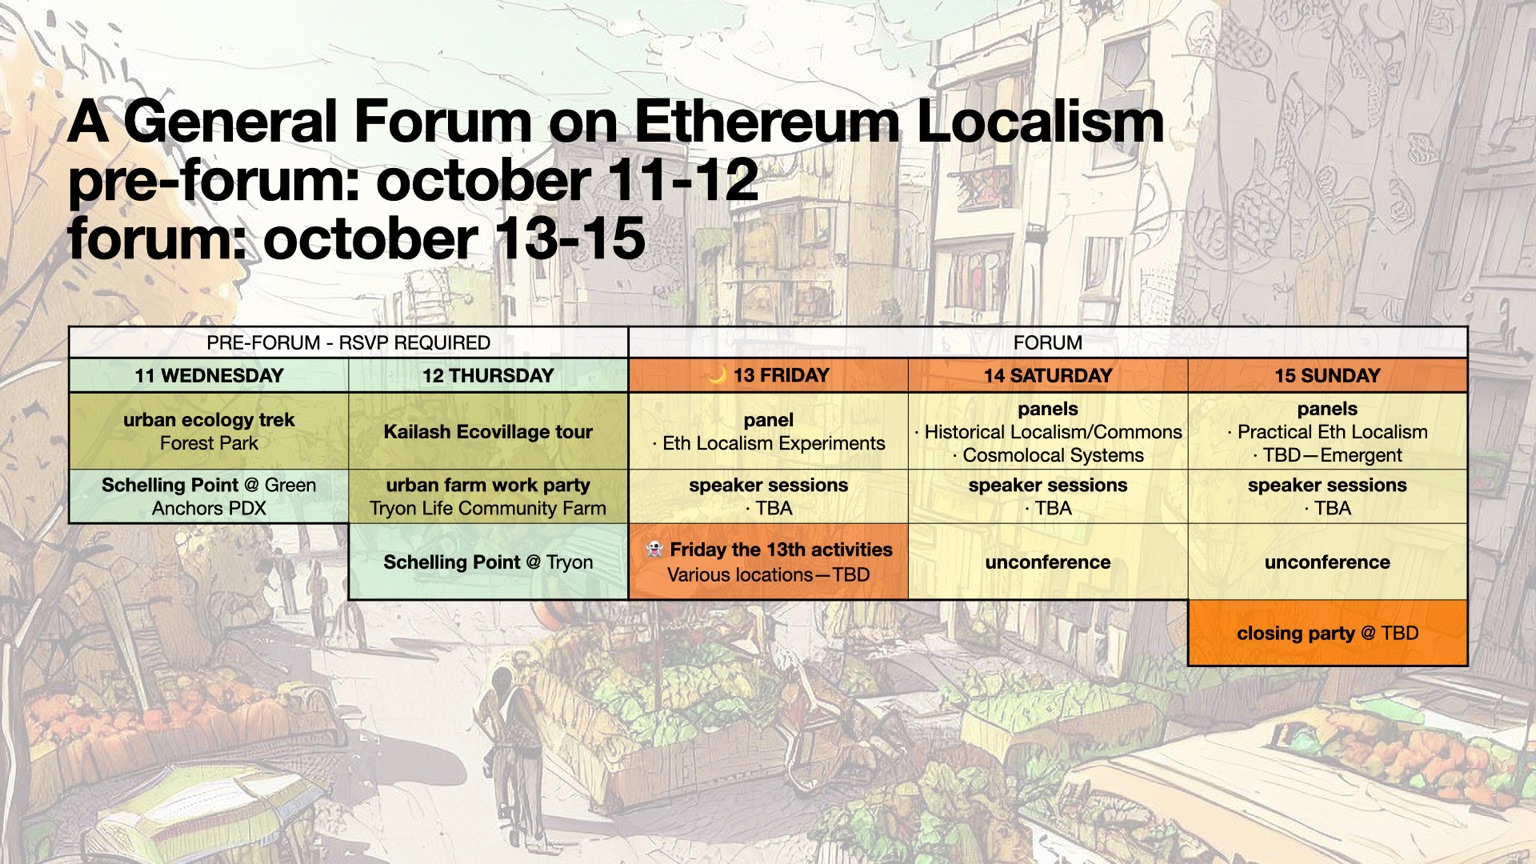 A General Forum on Ethereum Localism
pre-forum: october 11-12
forum: october 13-15
PRE-FORUM - RSVP REQUIRED
FORUM
11 WEDNESDAY
12 THURSDAY
🌙 13 FRIDAY
14 SATURDAY
15 SUNDAY
urban ecology trek
Forest Park
Kailash Ecovillage tour
panel
· Eth Localism Experiments
panels
· Historical Localism/Commons
· Cosmolocal Systems
panels
· Practical Eth Localism
· TBD—Emergent
Schelling Point @ Green
Anchors PDX
urban farm work party
Tryon Life Community Farm
speaker sessions
· TBA
speaker sessions
· TBA
speaker sessions
· TBA
Schelling Point @ Tryon
👻 Friday the 13th activities
Various locations—TBD
unconference
unconference
closing party @ TBD